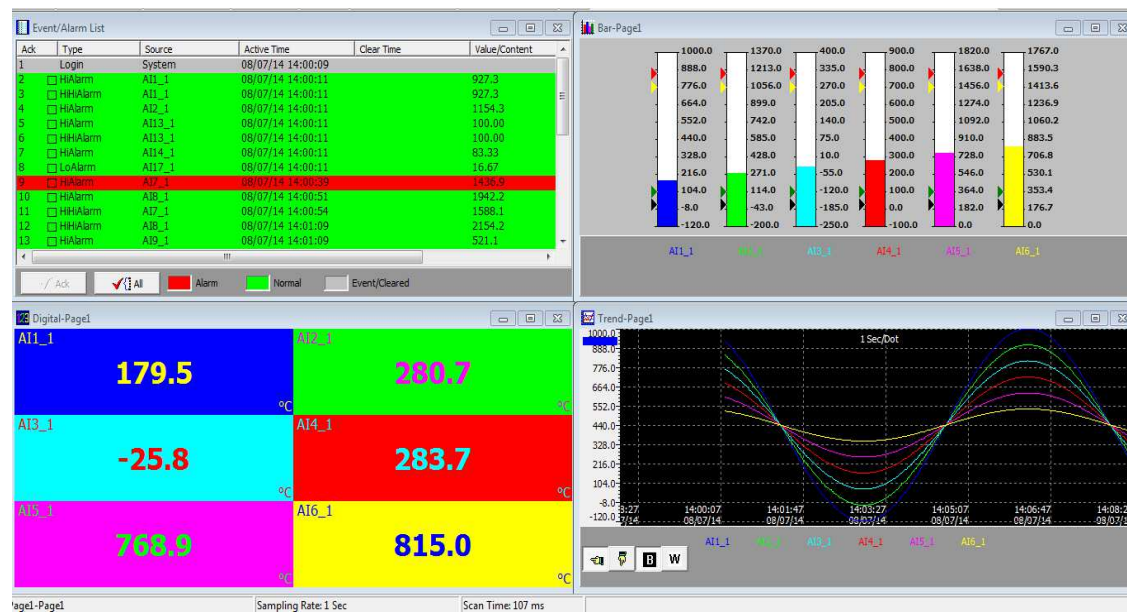 Event/Alarm List
Ack Type Source Active Time Clear Time Value/Content
1 Login System 08/07/14 14:00:09
2 HiAlarm AI1_1 08/07/14 14:00:11 927.3
3 HiHiAlarm AI1_1 08/07/14 14:00:11 927.3
4 HiAlarm AI2_1 08/07/14 14:00:11 1154.3
5 HiAlarm AI13_1 08/07/14 14:00:11 100.00
6 HiHiAlarm AI13_1 08/07/14 14:00:11 100.00
7 HiAlarm AI14_1 08/07/14 14:00:11 83.33
8 LoAlarm AI17_1 08/07/14 14:00:11 16.67
9 HiAlarm AI7_1 08/07/14 14:00:39 1436.9
10 HiAlarm AI8_1 08/07/14 14:00:51 1942.2
11 HiHiAlarm AI7_1 08/07/14 14:00:54 1588.1
12 HiHiAlarm AI8_1 08/07/14 14:01:09 2154.2
13 HiAlarm AI9_1 08/07/14 14:01:09 521.1
Ack All Alarm Normal Event/Cleared
Bar-Page1
1000.0 1370.0 400.0 900.0 1820.0 1767.0
888.0 1213.0 335.0 800.0 1638.0 1590.3
776.0 1056.0 270.0 700.0 1456.0 1413.6
664.0 899.0 205.0 600.0 1274.0 1236.9
552.0 742.0 140.0 500.0 1092.0 1060.2
440.0 585.0 75.0 400.0 910.0 883.5
328.0 428.0 10.0 300.0 728.0 706.8
216.0 271.0 -55.0 200.0 546.0 530.1
104.0 114.0 -120.0 100.0 364.0 353.4
-8.0 -43.0 -185.0 0.0 182.0 176.7
-120.0 -200.0 -250.0 -100.0 0.0 0.0
AI1_1 AI2_1 AI3_1 AI4_1 AI5_1 AI6_1
Digital-Page1
AI1_1
179.5
°C
AI2_1
280.7
°C
AI3_1
-25.8
°C
AI4_1
283.7
°C
AI5_1
768.9
°C
AI6_1
815.0
°C
Trend-Page1
1 Sec/Dot
1000.0
888.0
776.0
664.0
552.0
440.0
328.0
216.0
104.0
-8.0
-120.0
3:27 14:00:07 14:01:47 14:03:27 14:05:07 14:06:47 14:08:2
7/14 08/07/14 08/07/14 08/07/14 08/07/14 08/07/14 08/07/1
AI1_1 AI2_1 AI3_1 AI4_1 AI5_1 AI6_1
B W
age1-Page1 Sampling Rate: 1 Sec Scan Time: 107 ms